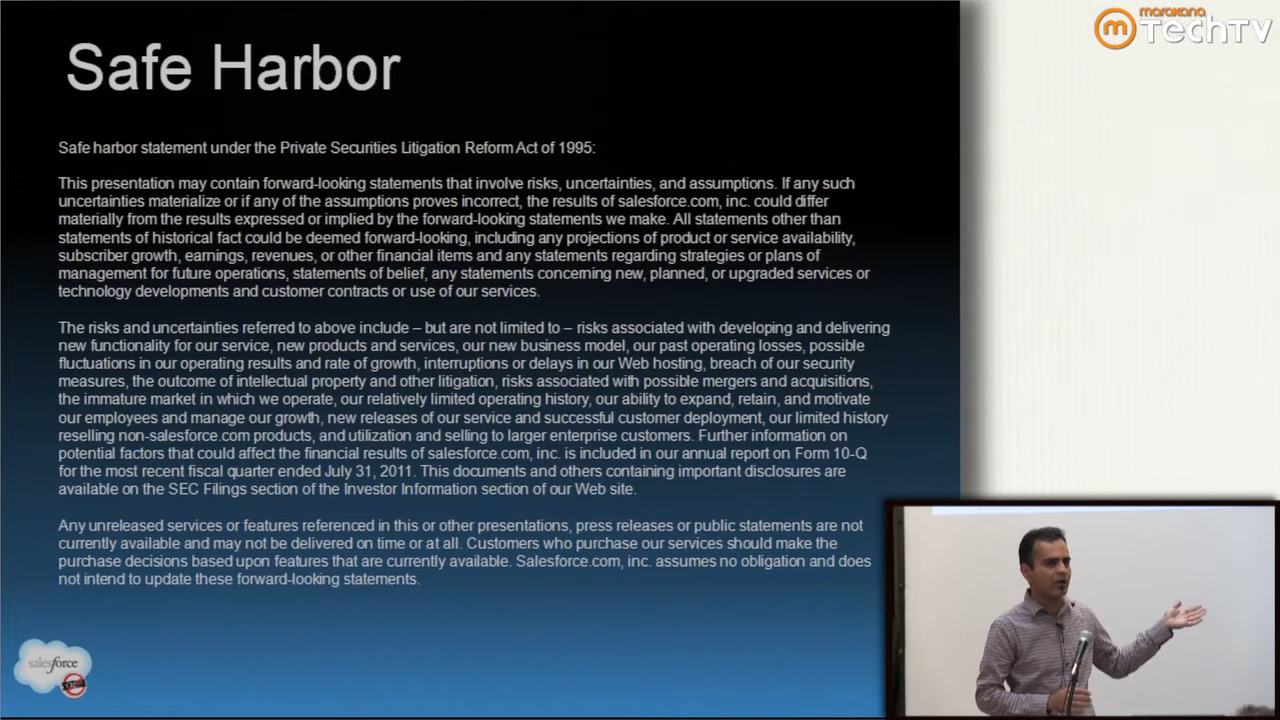 Safe Harbor
maraкana
m TechTV
Safe harbor statement under the Private Securities Litigation Reform Act of 1995:
This presentation may contain forward-looking statements that involve risks, uncertainties, and assumptions. If any such
uncertainties materialize or if any of the assumptions proves incorrect, the results of salesforce.com, inc. could differ
materially from the results expressed or implied by the forward-looking statements we make. All statements other than
statements of historical fact could be deemed forward-looking, including any projections of product or service availability,
subscriber growth, earnings, revenues, or other financial items and any statements regarding strategies or plans of
management for future operations, statements of belief, any statements concerning new, planned, or upgraded services or
technology developments and customer contracts or use of our services.
The risks and uncertainties referred to above include – but are not limited to – risks associated with developing and delivering
new functionality for our service, new products and services, our new business model, our past operating losses, possible
fluctuations in our operating results and rate of growth, interruptions or delays in our Web hosting, breach of our security
measures, the outcome of intellectual property and other litigation, risks associated with possible mergers and acquisitions,
the immature market in which we operate, our relatively limited operating history, our ability to expand, retain, and motivate
our employees and manage our growth, new releases of our service and successful customer deployment, our limited history
reselling non-salesforce.com products, and utilization and selling to larger enterprise customers. Further information on
potential factors that could affect the financial results of salesforce.com, inc. is included in our annual report on Form 10-Q
for the most recent fiscal quarter ended July 31, 2011. This documents and others containing important disclosures are
available on the SEC Filings section of the Investor Information section of our Web site.
Any unreleased services or features referenced in this or other presentations, press releases or public statements are not
currently available and may not be delivered on time or at all. Customers who purchase our services should make the
purchase decisions based upon features that are currently available. Salesforce.com, inc. assumes no obligation and does
not intend to update these forward-looking statements.
salesforce